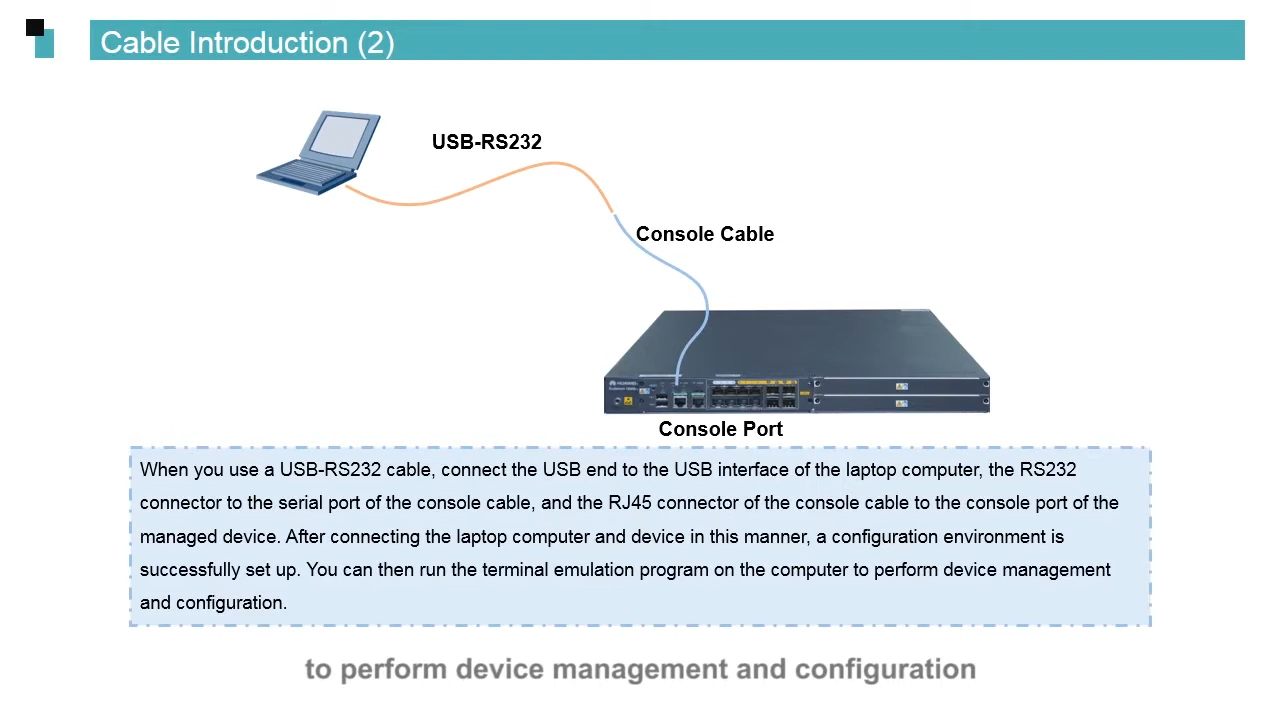 Cable Introduction (2)
USB-RS232
Console Cable
HUAWEI
Console Port
When you use a USB-RS232 cable, connect the USB end to the USB interface of the laptop computer, the RS232
connector to the serial port of the console cable, and the RJ45 connector of the console cable to the console port of the
managed device. After connecting the laptop computer and device in this manner, a configuration environment is
successfully set up. You can then run the terminal emulation program on the computer to perform device management
and configuration.
to perform device management and configuration